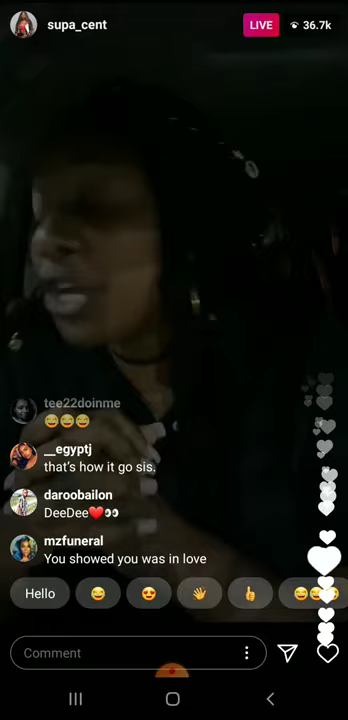 supa_cent
LIVE
36.7k
tee22doinme
😂😂😂
__egyptj
that's how it go sis.
daroobailon
DeeDee❤️👀
mzfuneral
You showed you was in love
Hello 😂 😍 👋 👍 😂😂
Comment